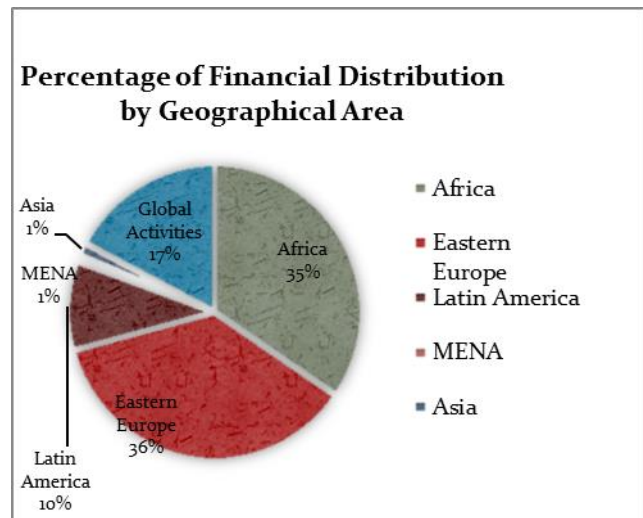 Percentage of Financial Distribution
by Geographical Area
Asia
1%
MENA
1%
Latin
America
10%
Global
Activities
17%
Africa
35%
Eastern
Europe
36%
Africa
Eastern
Europe
Latin America
MENA
Asia